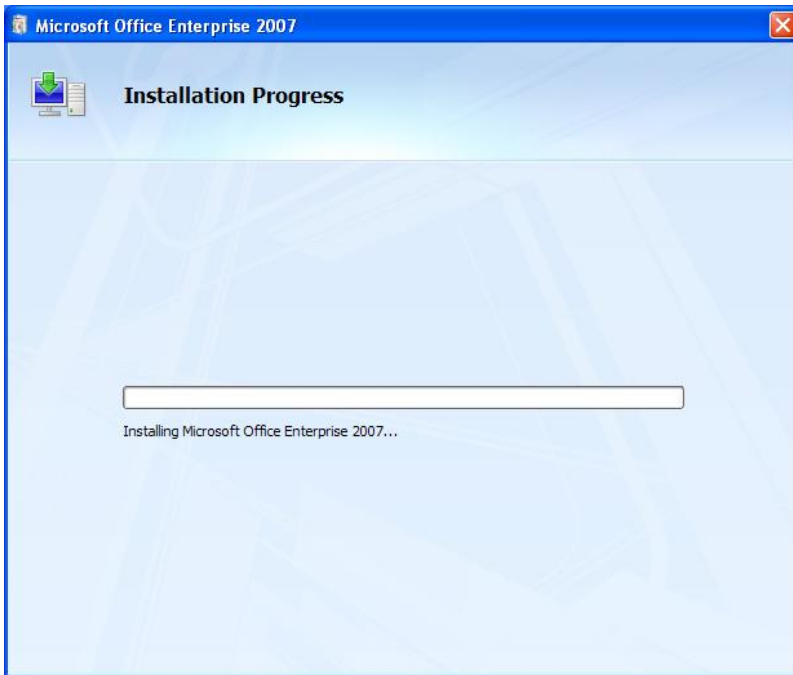 Microsoft Office Enterprise 2007
Installation Progress
Installing Microsoft Office Enterprise 2007...